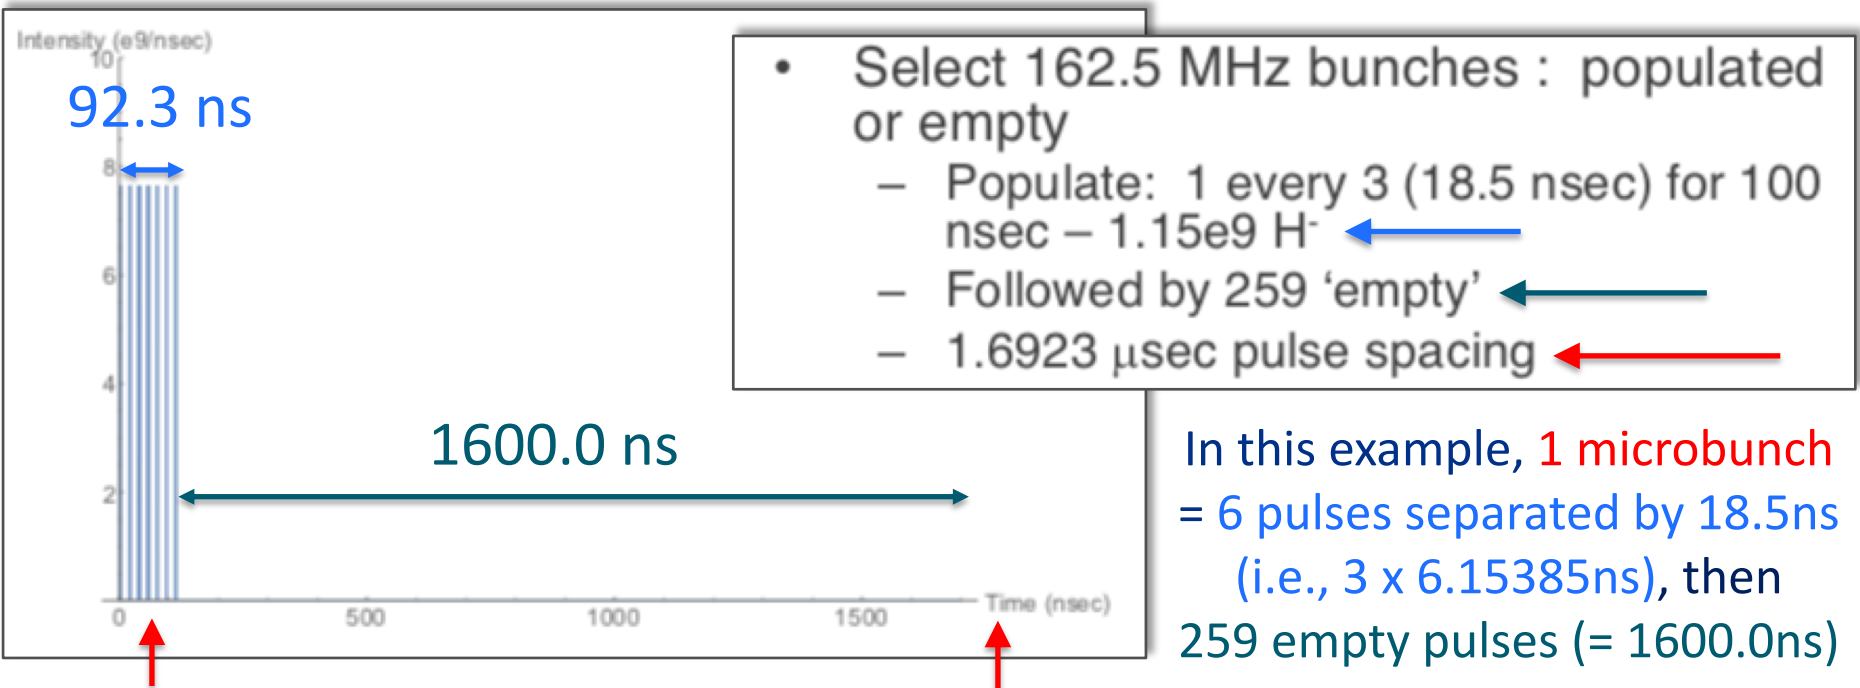 Intensity (e9/nsec)
10
92.3 ns
8
6
4
2
1600.0 ns
0
500
1000
1500
Time (nsec)
• Select 162.5 MHz bunches : populated
or empty
– Populate: 1 every 3 (18.5 nsec) for 100
nsec – 1.15e9 H-
– Followed by 259 ‘empty’
– 1.6923 μsec pulse spacing
In this example, 1 microbunch
= 6 pulses separated by 18.5ns
(i.e., 3 x 6.15385ns), then
259 empty pulses (= 1600.0ns)